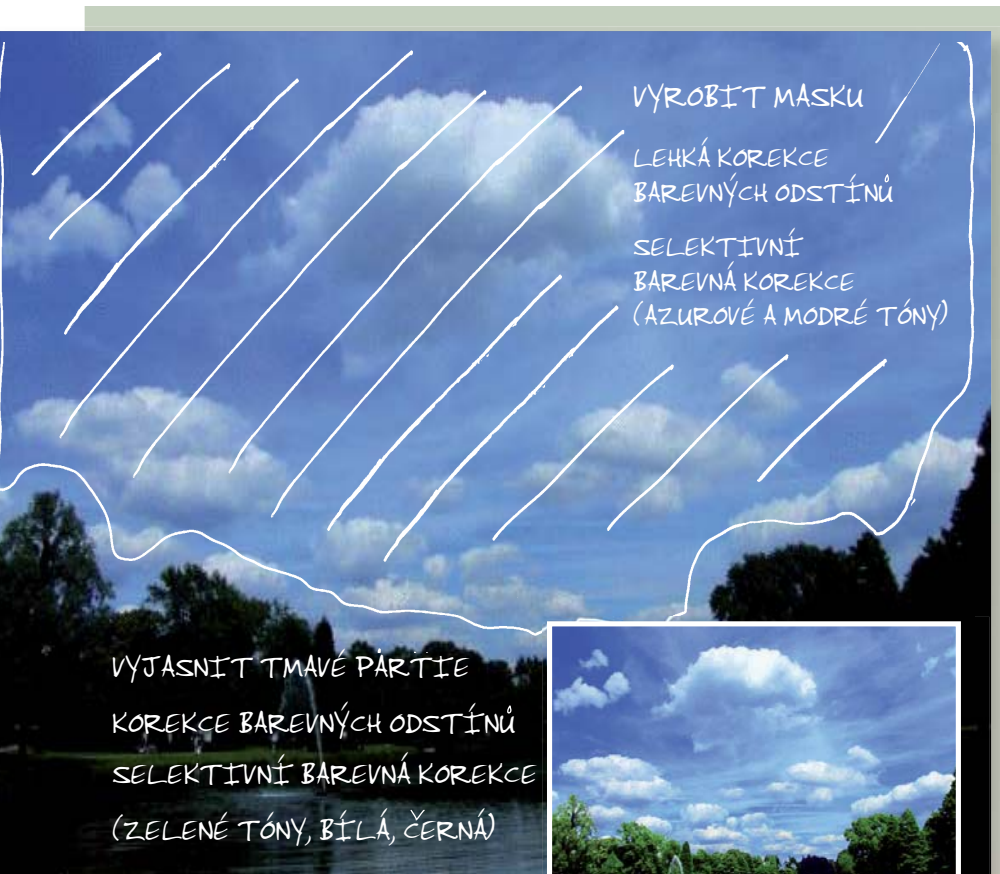 VYROBIT MASKU
LEHKÁ KOREKCE
BAREVNÝCH ODSTÍNŮ
SELEKTIVNÍ
BAREVNÁ KOREKCE
(AZUROVÉ A MODRÉ TÓNY)
VYJASNIT TMAVÉ PARTIE
KOREKCE BAREVNÝCH ODSTÍNŮ
SELEKTIVNÍ BAREVNÁ KOREKCE
(ZELENÉ TÓNY, BÍLÁ, ČERNÁ)